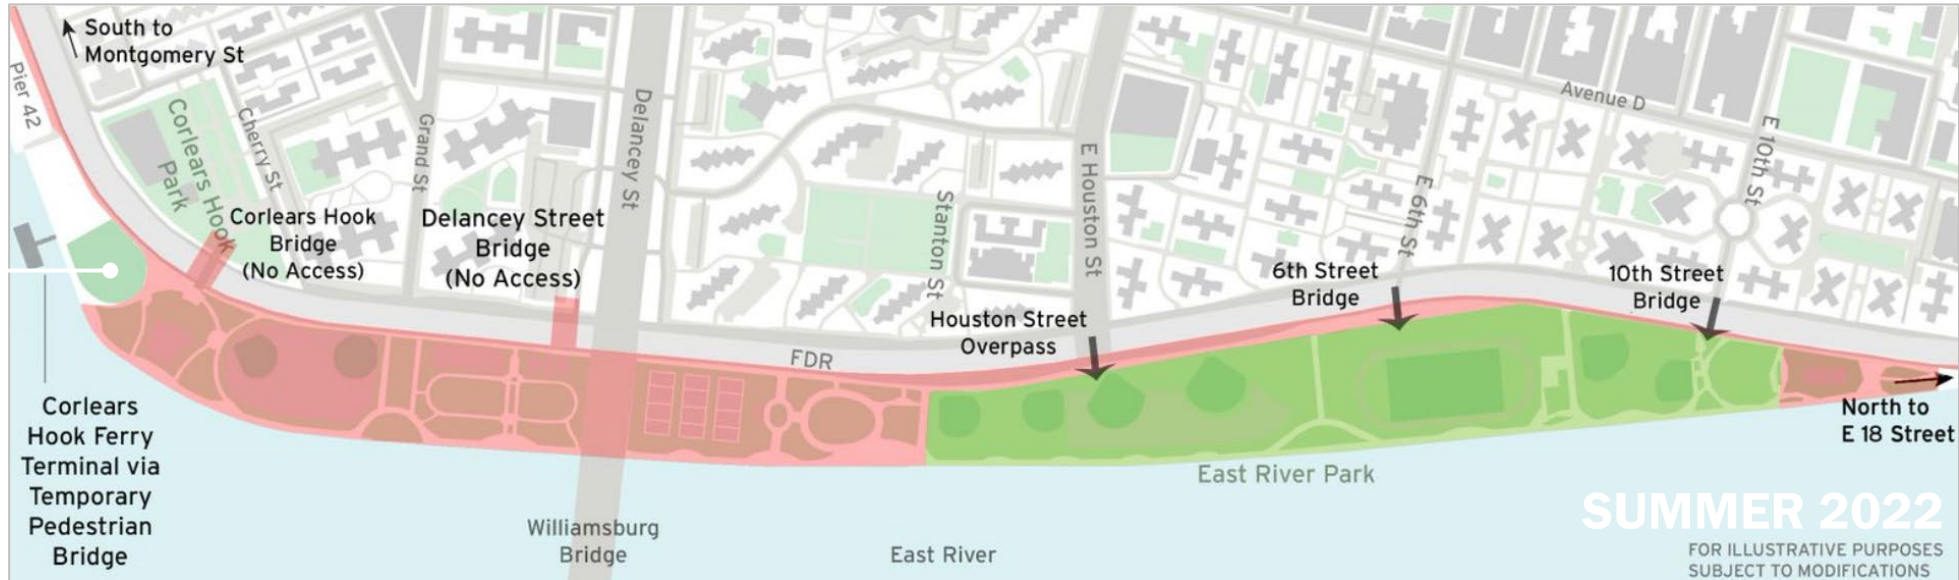 South to
Montgomery St
Pier 42
Corlears Hook
Park
Cherry St
Grand St
Delancey St
Stanton St
E Houston St
E 6th St
Avenue D
E 10th St
Corlears Hook
Bridge
(No Access)
Delancey Street
Bridge
(No Access)
Houston Street
Overpass
6th Street
Bridge
10th Street
Bridge
FDR
Corlears
Hook Ferry
Terminal via
Temporary
Pedestrian
Bridge
North to
E 18 Street
East River Park
Williamsburg
Bridge
East River
SUMMER 2022
FOR ILLUSTRATIVE PURPOSES
SUBJECT TO MODIFICATIONS